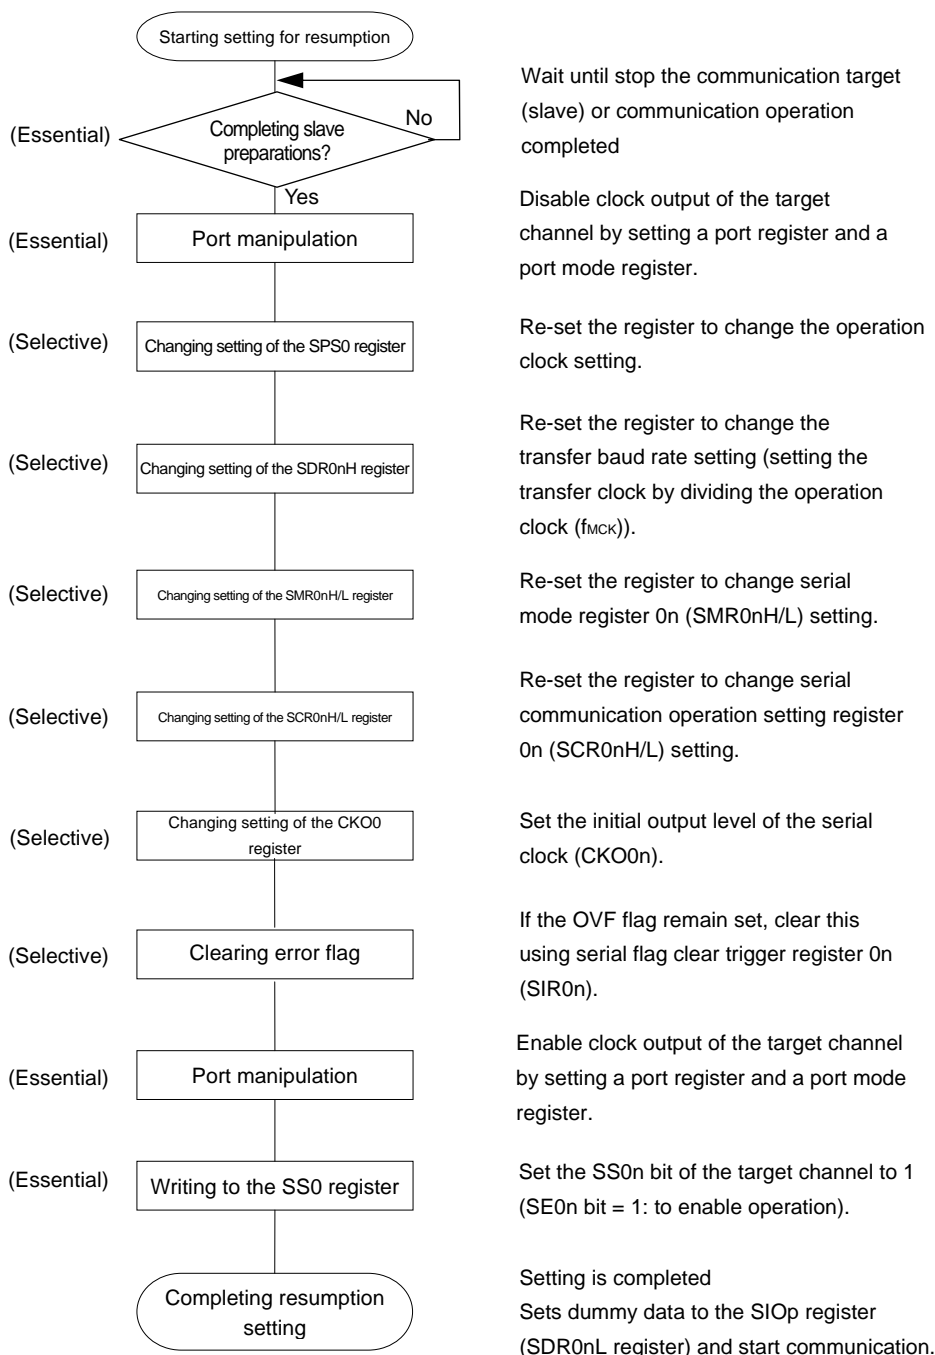 Starting setting for resumption
Wait until stop the communication target
(slave) or communication operation
completed
(Essential)
Completing slave
preparations?
No
Yes
Disable clock output of the target
channel by setting a port register and a
port mode register.
(Essential)
Port manipulation
Re-set the register to change the operation
clock setting.
(Selective)
Changing setting of the SPS0 register
Re-set the register to change the
transfer baud rate setting (setting the
transfer clock by dividing the operation
clock (fMCK)).
(Selective)
Changing setting of the SDR0nH register
Re-set the register to change serial
mode register 0n (SMR0nH/L) setting.
(Selective)
Changing setting of the SMR0nH/L register
Re-set the register to change serial
communication operation setting register
0n (SCR0nH/L) setting.
(Selective)
Changing setting of the SCR0nH/L register
Set the initial output level of the serial
clock (CKO0n).
(Selective)
Changing setting of the CKO0
register
If the OVF flag remain set, clear this
using serial flag clear trigger register 0n
(SIR0n).
(Selective)
Clearing error flag
Enable clock output of the target channel
by setting a port register and a port mode
register.
(Essential)
Port manipulation
Set the SS0n bit of the target channel to 1
(SE0n bit = 1: to enable operation).
(Essential)
Writing to the SS0 register
Setting is completed
Sets dummy data to the SIOp register
(SDR0nL register) and start communication.
Completing resumption
setting